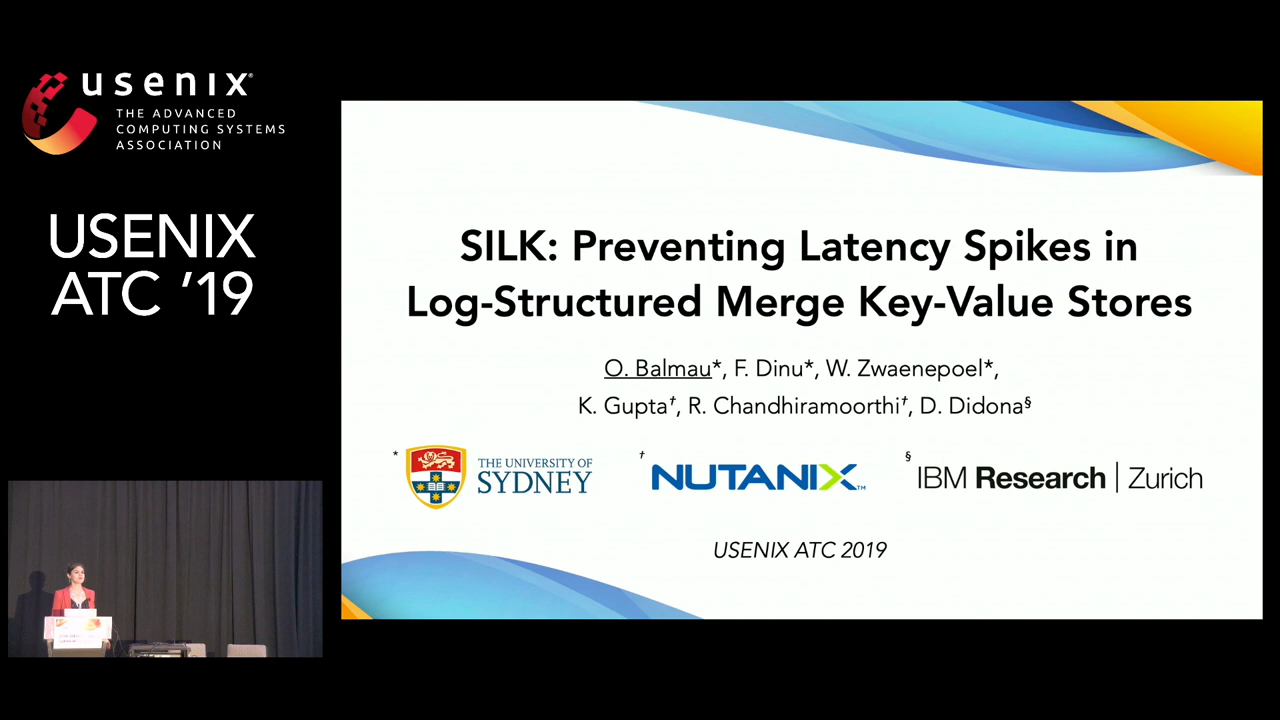 usenix®
THE ADVANCED
COMPUTING SYSTEMS
ASSOCIATION
USENIX
ATC ’19
SILK: Preventing Latency Spikes in
Log-Structured Merge Key-Value Stores
O. Balmau*, F. Dinu*, W. Zwaenepoel*,
K. Gupta†, R. Chandhiramoorthi†, D. Didona§
* THE UNIVERSITY OF
SYDNEY
† NUTANIX™
§ IBM Research | Zurich
USENIX ATC 2019